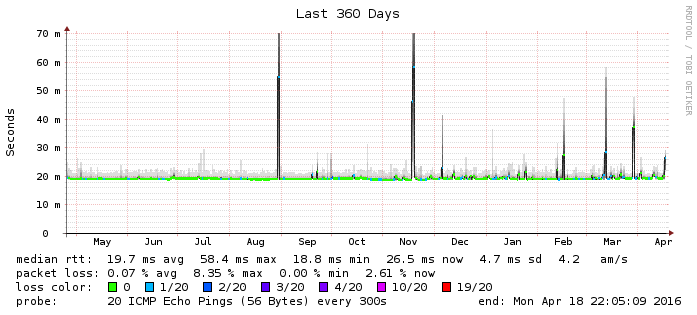 Last 360 Days
RRDTOOL / TOBI OETIKER
Seconds
70 m
60 m
50 m
40 m
30 m
20 m
10 m
0
May Jun Jul Aug Sep Oct Nov Dec Jan Feb Mar Apr
median rtt: 19.7 ms avg 58.4 ms max 18.8 ms min 26.5 ms now 4.7 ms sd 4.2 am/s
packet loss: 0.07 % avg 8.35 % max 0.00 % min 2.61 % now
loss color: 0 1/20 2/20 3/20 4/20 10/20 19/20
probe: 20 ICMP Echo Pings (56 Bytes) every 300s end: Mon Apr 18 22:05:09 2016